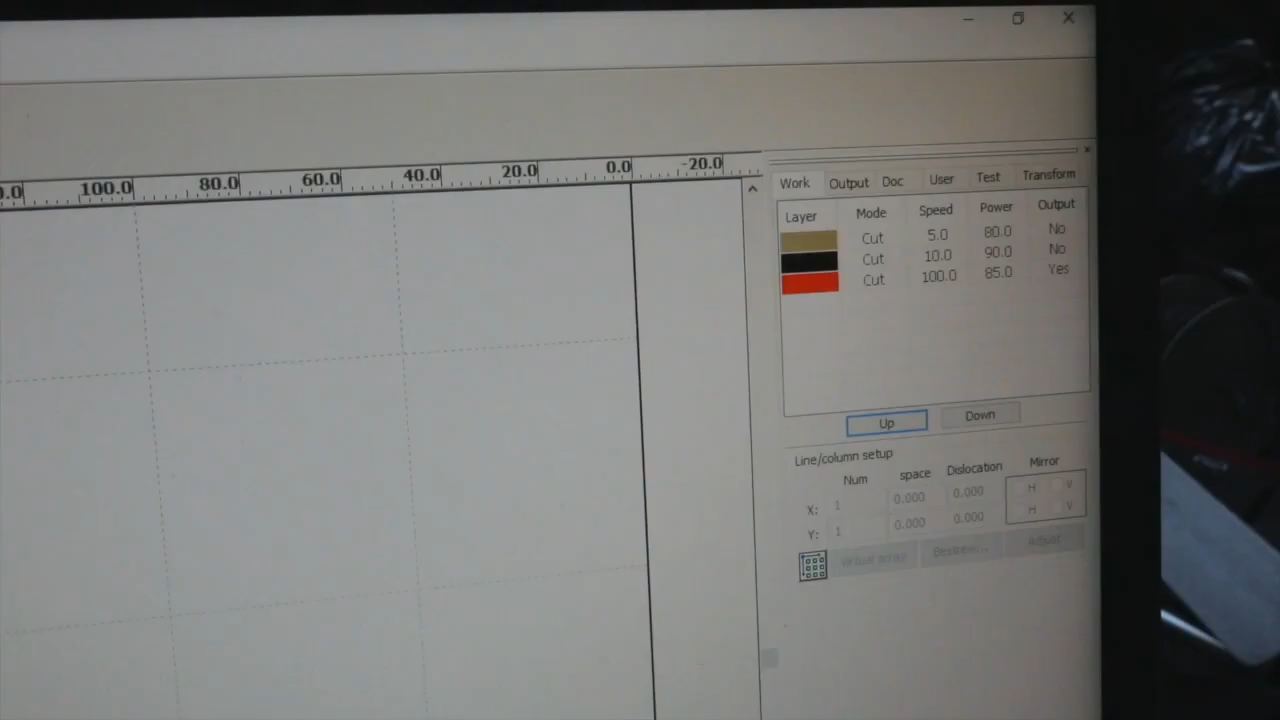 100.0 80.0 60.0 40.0 20.0 0.0 -20.0
Work Output Doc User Test Transform
Layer Mode Speed Power Output
Cut 5.0 80.0 No
Cut 10.0 90.0 No
Cut 100.0 85.0 Yes
Up Down
Line/column setup
Num space Dislocation Mirror
X: 1 0.000 0.000 H V
Y: 1 0.000 0.000 H V
Virtual array Adjust